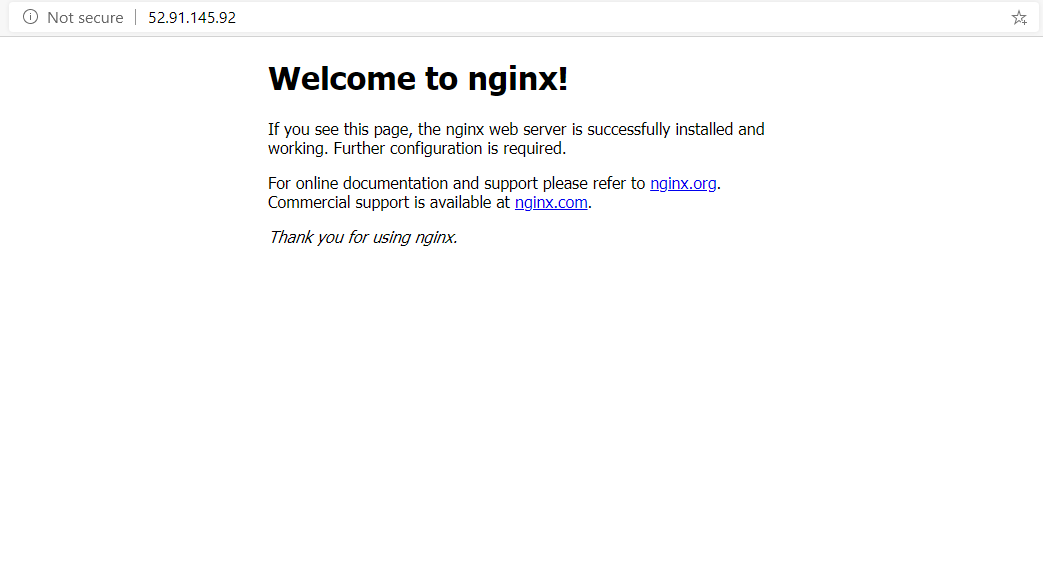 Not secure | 52.91.145.92
Welcome to nginx!
If you see this page, the nginx web server is successfully installed and
working. Further configuration is required.
For online documentation and support please refer to nginx.org.
Commercial support is available at nginx.com.
Thank you for using nginx.